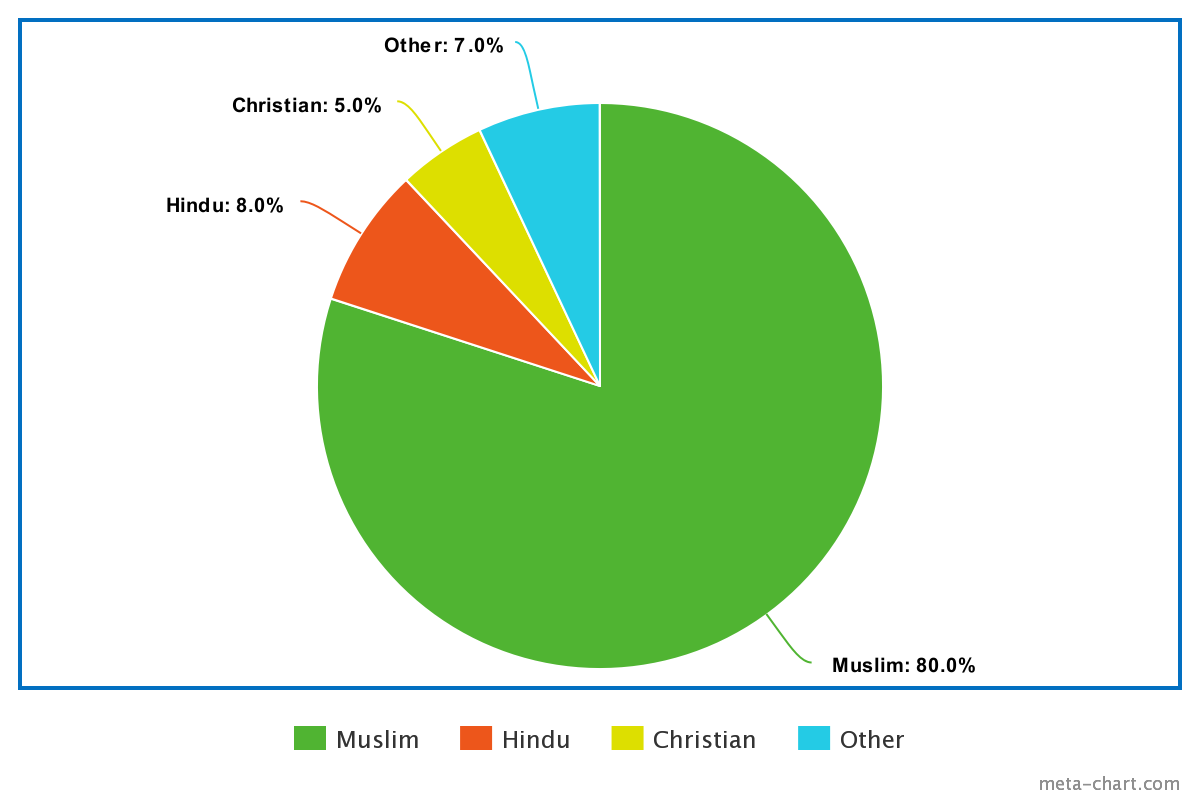 Other: 7.0%
Christian: 5.0%
Hindu: 8.0%
Muslim: 80.0%
Muslim Hindu Christian Other
meta-chart.com